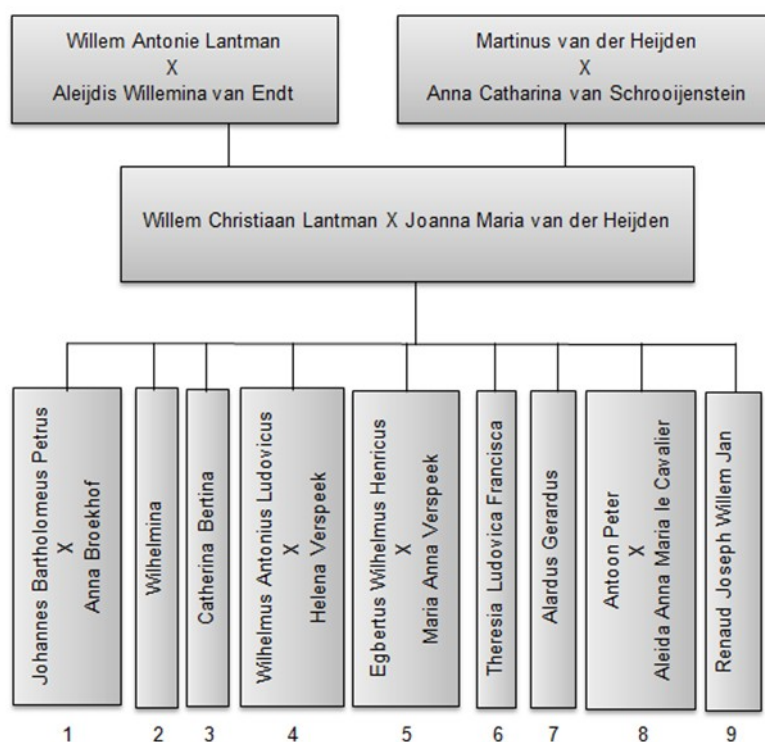 Willem Antonie Lantman
X
Aleijdis Willemina van Endt
Martinus van der Heijden
X
Anna Catharina van Schrooijenstein
Willem Christiaan Lantman X Joanna Maria van der Heijden
Johannes Bartholomeus Petrus
X
Anna Broekhof
Wilhelmina
Catherina Bertina
Wilhelmus Antonius Ludovicus
X
Helena Verspeek
Egbertus Wilhelmus Henricus
X
Maria Anna Verspeek
Theresia Ludovica Francisca
Alardus Gerardus
Antoon Peter
X
Aleida Anna Maria le Cavalier
Renaud Joseph Willem Jan
1 2 3 4 5 6 7 8 9